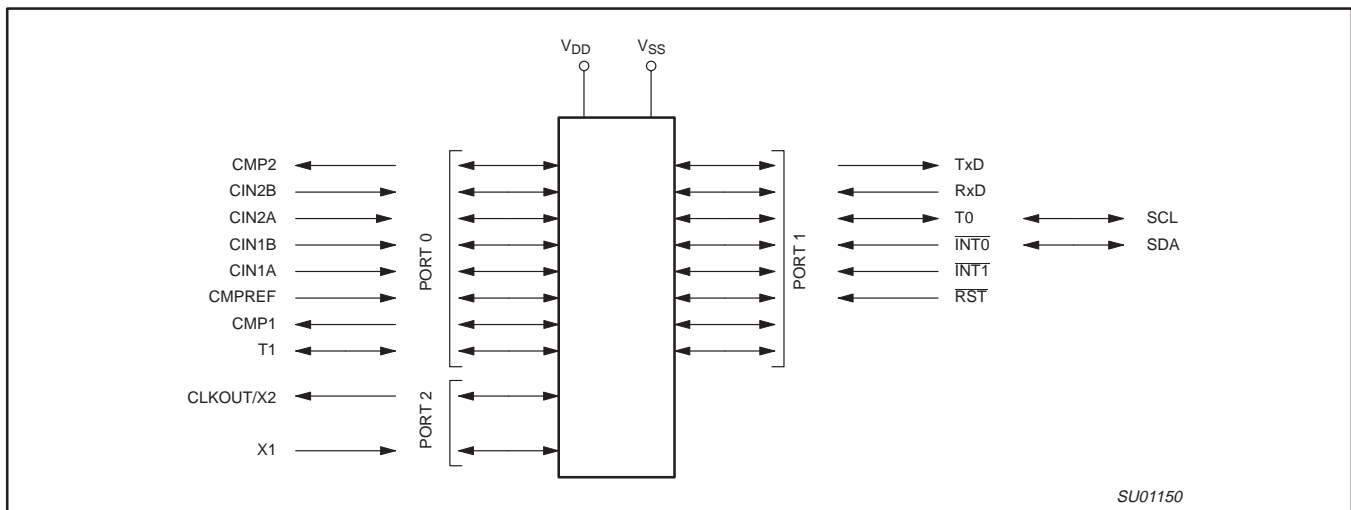 VDD
VSS
CMP2
CIN2B
CIN2A
CIN1B
CIN1A
CMPREF
CMP1
T1
PORT 0
CLKOUT/X2
X1
PORT 2
PORT 1
TxD
RxD
T0
SCL
INT0
SDA
INT1
RST
SU01150